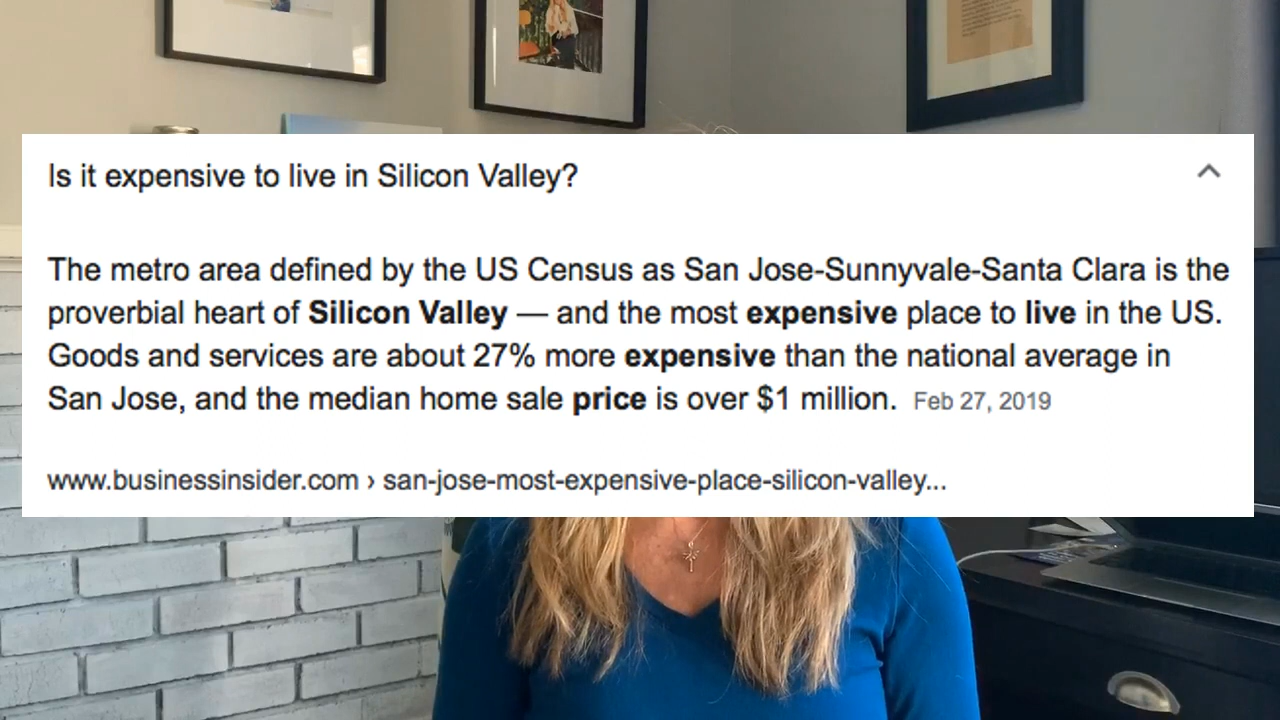 Is it expensive to live in Silicon Valley?
The metro area defined by the US Census as San Jose-Sunnyvale-Santa Clara is the
proverbial heart of Silicon Valley — and the most expensive place to live in the US.
Goods and services are about 27% more expensive than the national average in
San Jose, and the median home sale price is over $1 million. Feb 27, 2019
www.businessinsider.com › san-jose-most-expensive-place-silicon-valley...